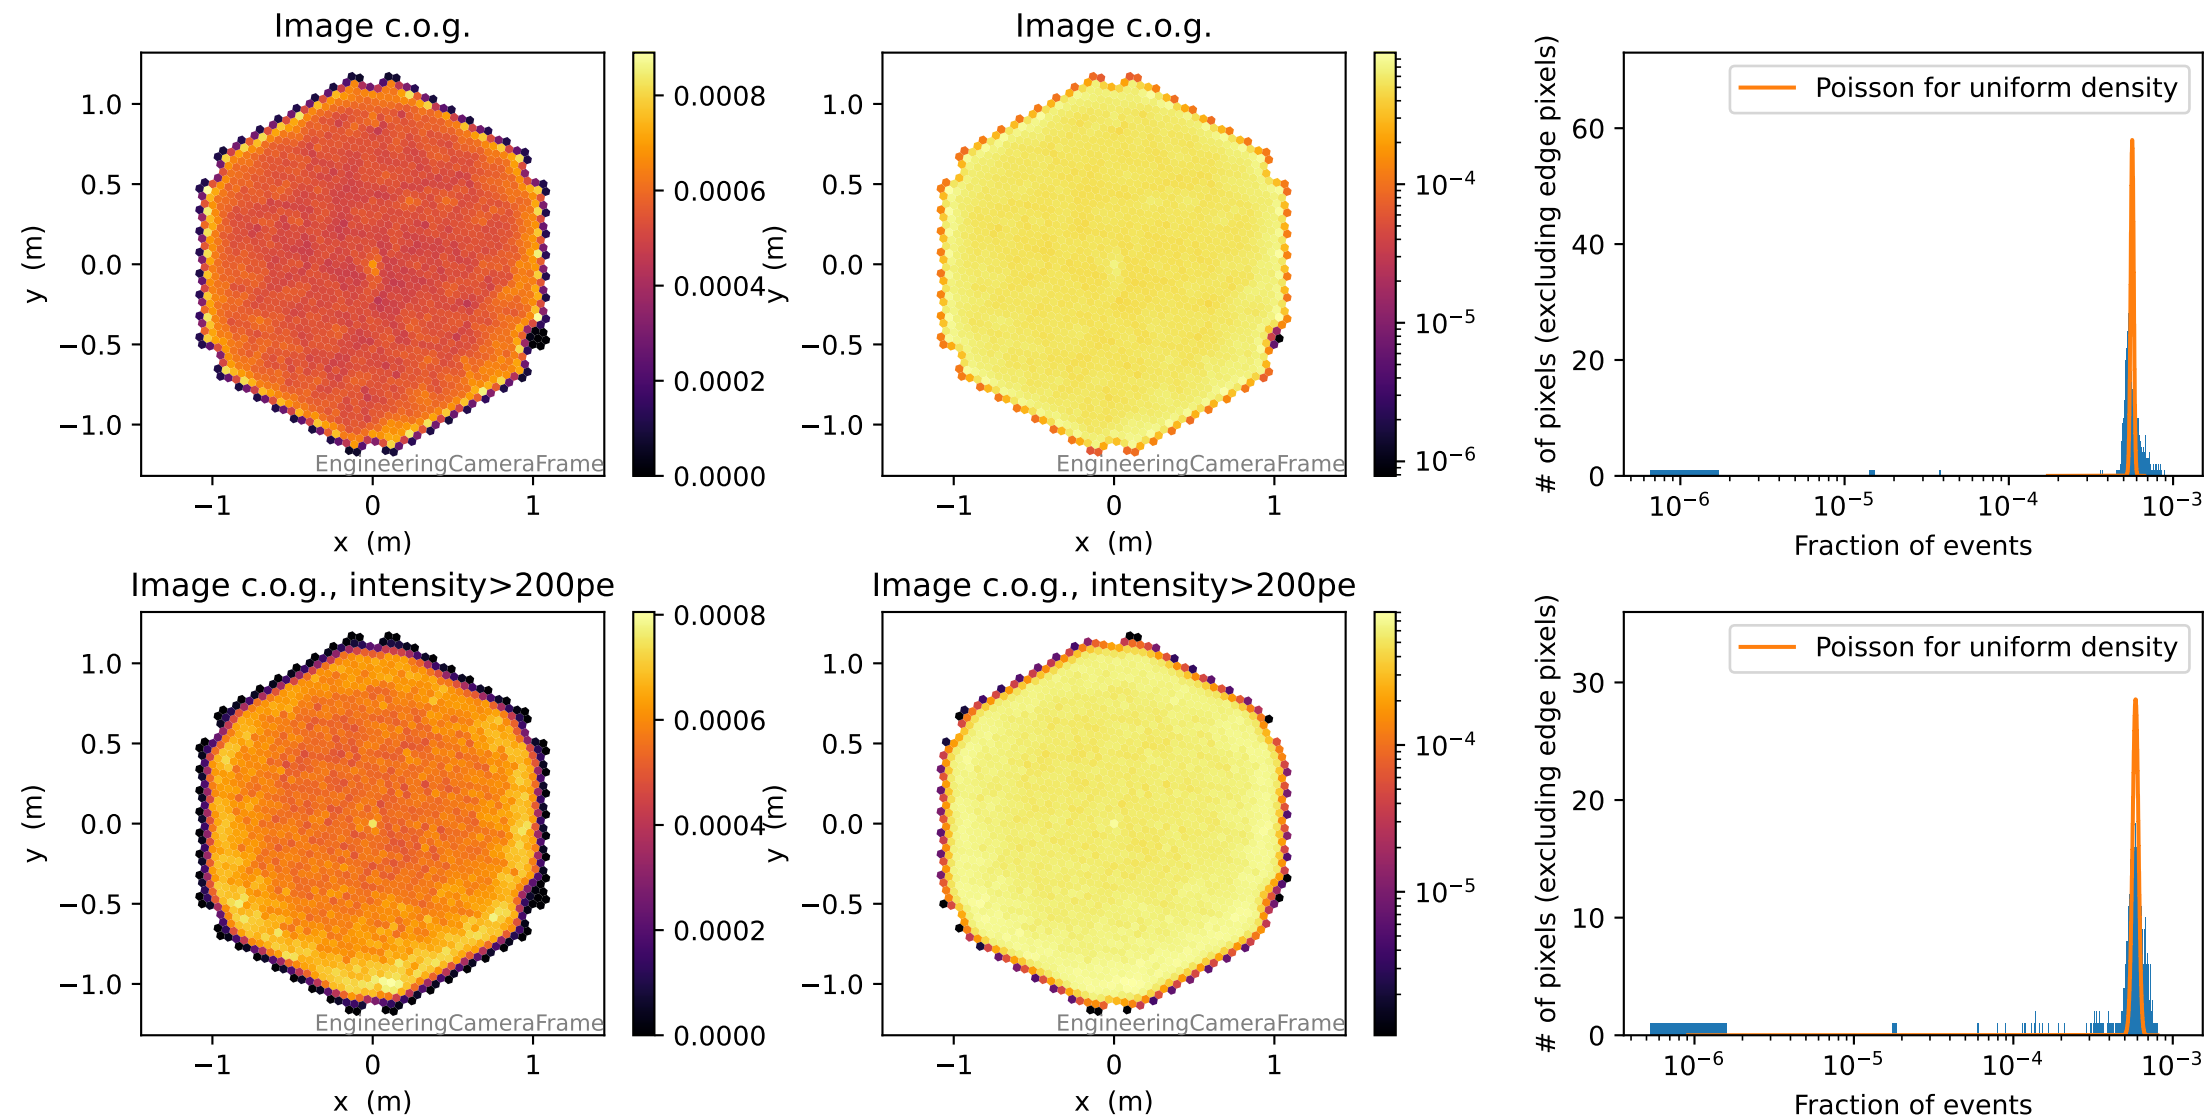 Image c.o.g.
y (m)
1.0
0.5
0.0
−0.5
−1.0
−1
0
1
x (m)
EngineeringCameraFrame
0.0008
0.0006
0.0004
0.0002
0.0000
Image c.o.g.
y (m)
1.0
0.5
0.0
−0.5
−1.0
−1
0
1
x (m)
EngineeringCameraFrame
10⁻⁴
10⁻⁵
10⁻⁶
# of pixels (excluding edge pixels)
60
40
20
0
Poisson for uniform density
10⁻⁶
10⁻⁵
10⁻⁴
10⁻³
Fraction of events
Image c.o.g., intensity>200pe
y (m)
1.0
0.5
0.0
−0.5
−1.0
−1
0
1
x (m)
EngineeringCameraFrame
0.0008
0.0006
0.0004
0.0002
0.0000
Image c.o.g., intensity>200pe
y (m)
1.0
0.5
0.0
−0.5
−1.0
−1
0
1
x (m)
EngineeringCameraFrame
10⁻⁴
10⁻⁵
# of pixels (excluding edge pixels)
30
20
10
0
Poisson for uniform density
10⁻⁶
10⁻⁵
10⁻⁴
10⁻³
Fraction of events